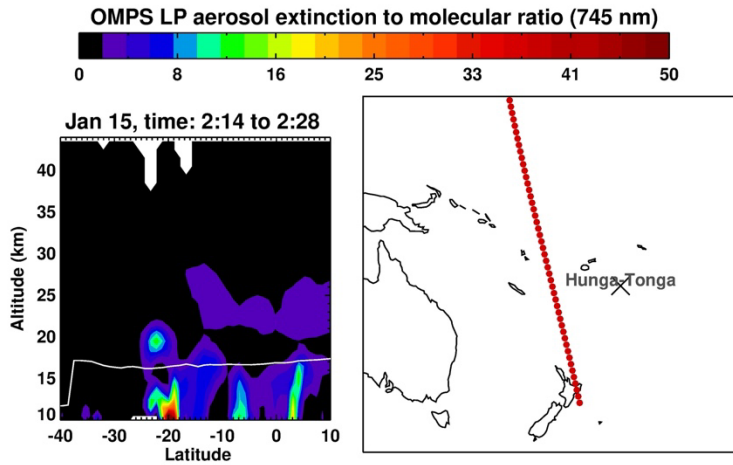 OMPS LP aerosol extinction to molecular ratio (745 nm)
0 8 16 25 33 41 50
Jan 15, time: 2:14 to 2:28
Altitude (km)
40
35
30
25
20
15
10
-40 -30 -20 -10 0 10
Latitude
Hunga-Tonga